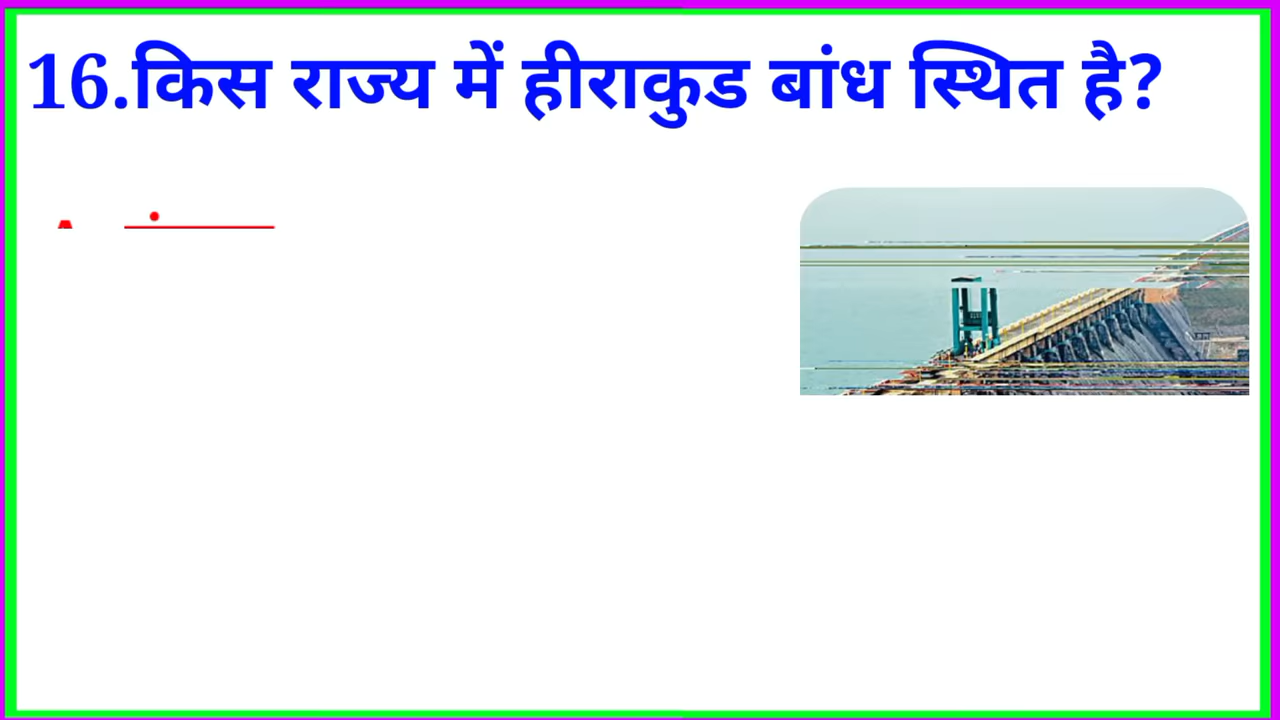 16.किस राज्य में हीराकुड बांध स्थित है?